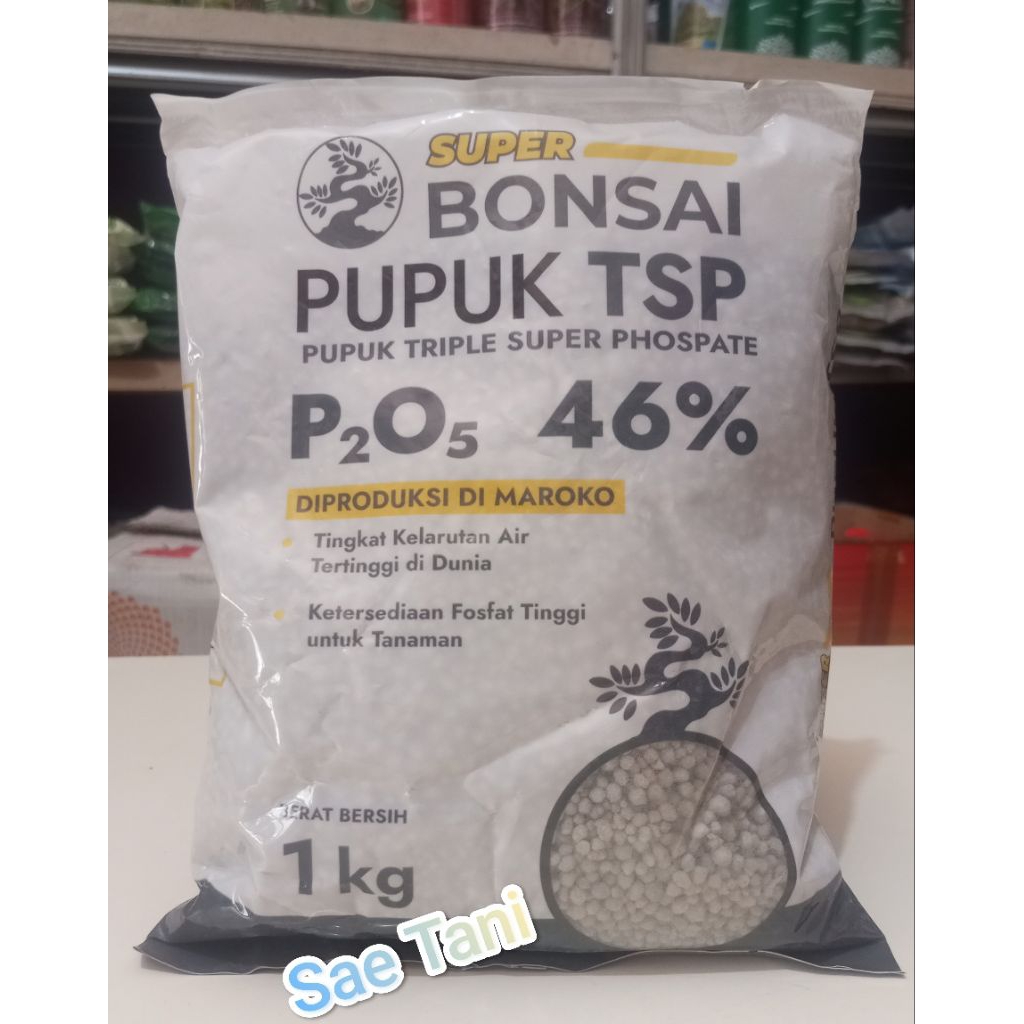 SUPER
BONSAI
PUPUK TSP
PUPUK TRIPLE SUPER PHOSPATE
P₂O₅ 46%
DIPRODUKSI DI MAROKO
Tingkat Kelarutan Air
Tertinggi di Dunia
Ketersediaan Fosfat Tinggi
untuk Tanaman
BERAT BERSIH
1 kg
Sae Tani